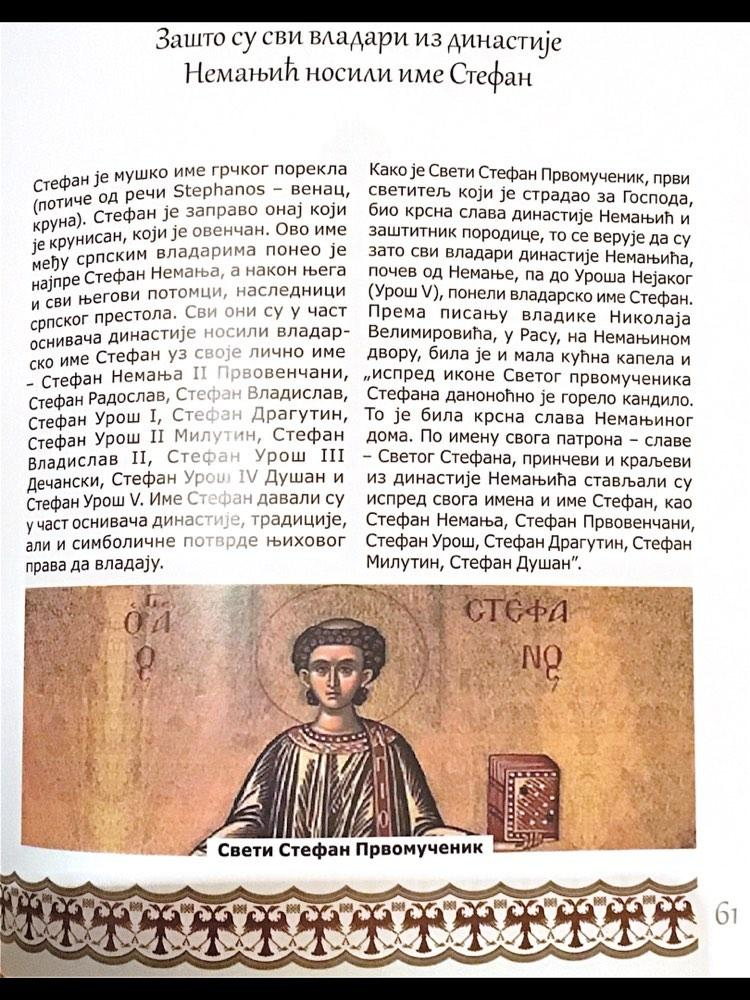 Зашто су сви владари из династије
Немањић носили име Стефан
Стефан је мушко име грчког порекла
(потиче од речи Stephanos – венац,
круна). Стефан је заправо онај који
је крунисан, који је овенчан. Ово име
међу српским владарима понео је
најпре Стефан Немања, а након њега
и сви његови потомци, наследници
српског престола. Сви они су у част
оснивача династије носили владар-
ско име Стефан уз своје лично име
– Стефан Немања II Првовенчани,
Стефан Радослав, Стефан Владислав,
Стефан Урош I, Стефан Драгутин,
Стефан Урош II Милутин, Стефан
Владислав II, Стефан Урош III
Дечански, Стефан Урош IV Душан и
Стефан Урош V. Име Стефан давали су
у част оснивача династије, традиције,
али и симболичне потврде њиховог
права да владају.
Како је Свети Стефан Првомученик, први
светитељ који је страдао за Господа,
био крсна слава династије Немањић и
заштитник породице, то се верује да су
зато сви владари династије Немањића,
почев од Немање, па до Уроша Нејаког
(Урош V), понели владарско име Стефан.
Према писању владике Николаја
Велимировића, у Расу, на Немањином
двору, била је и мала кућна капела и
„испред иконе Светог првомученика
Стефана даноноћно је горело кандило.
То је била крсна слава Немањиног
дома. По имену свога патрона – славе
– Светог Стефана, принчеви и краљеви
из династије Немањића стављали су
испред свога имена и име Стефан, као
Стефан Немања, Стефан Првовенчани,
Стефан Урош, Стефан Драгутин, Стефан
Милутин, Стефан Душан”.
СТЕФА
Свети Стефан Првомученик
61